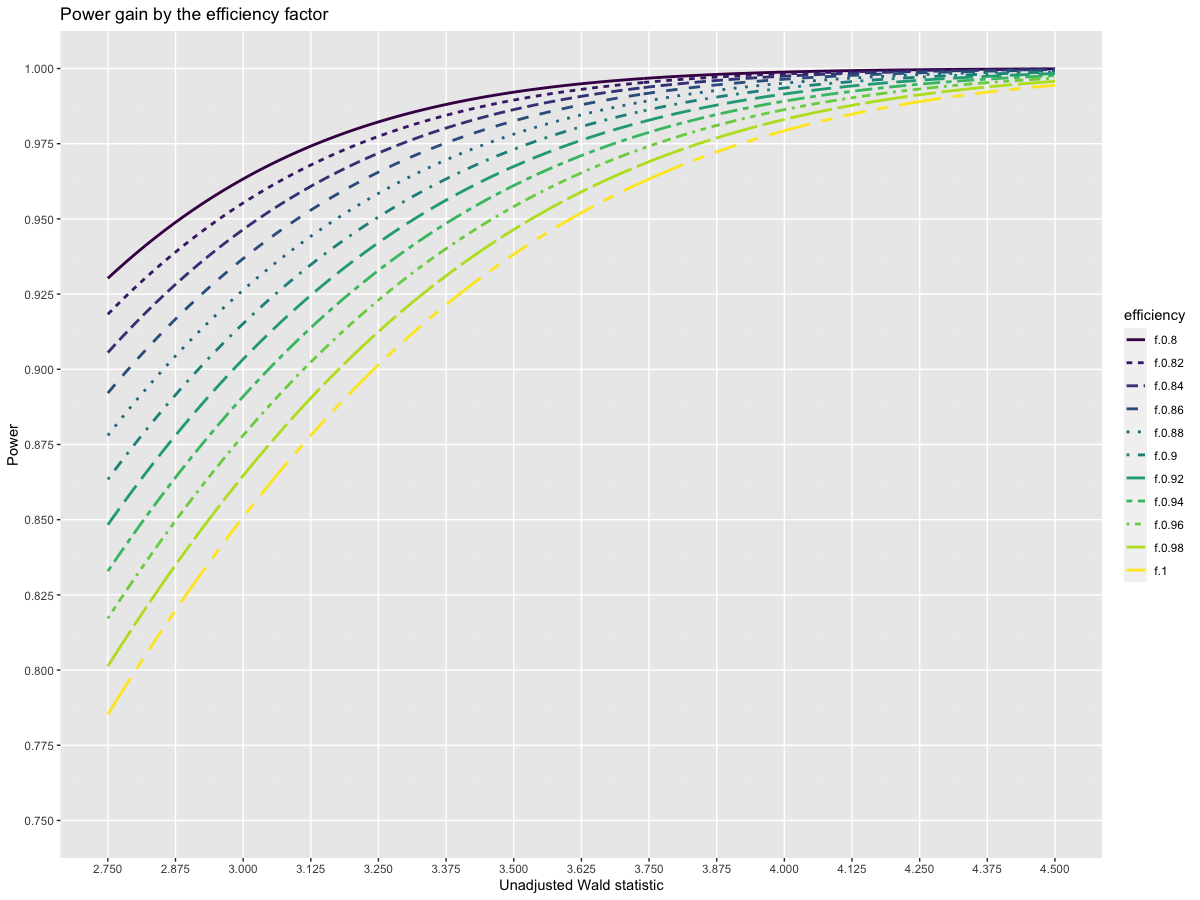 Power gain by the efficiency factor
1.000
0.975
0.950
0.925
0.900
0.875
0.850
0.825
0.800
0.775
0.750
Power
2.750 2.875 3.000 3.125 3.250 3.375 3.500 3.625 3.750 3.875 4.000 4.125 4.250 4.375 4.500
Unadjusted Wald statistic
efficiency
f.0.8
f.0.82
f.0.84
f.0.86
f.0.88
f.0.9
f.0.92
f.0.94
f.0.96
f.0.98
f.1